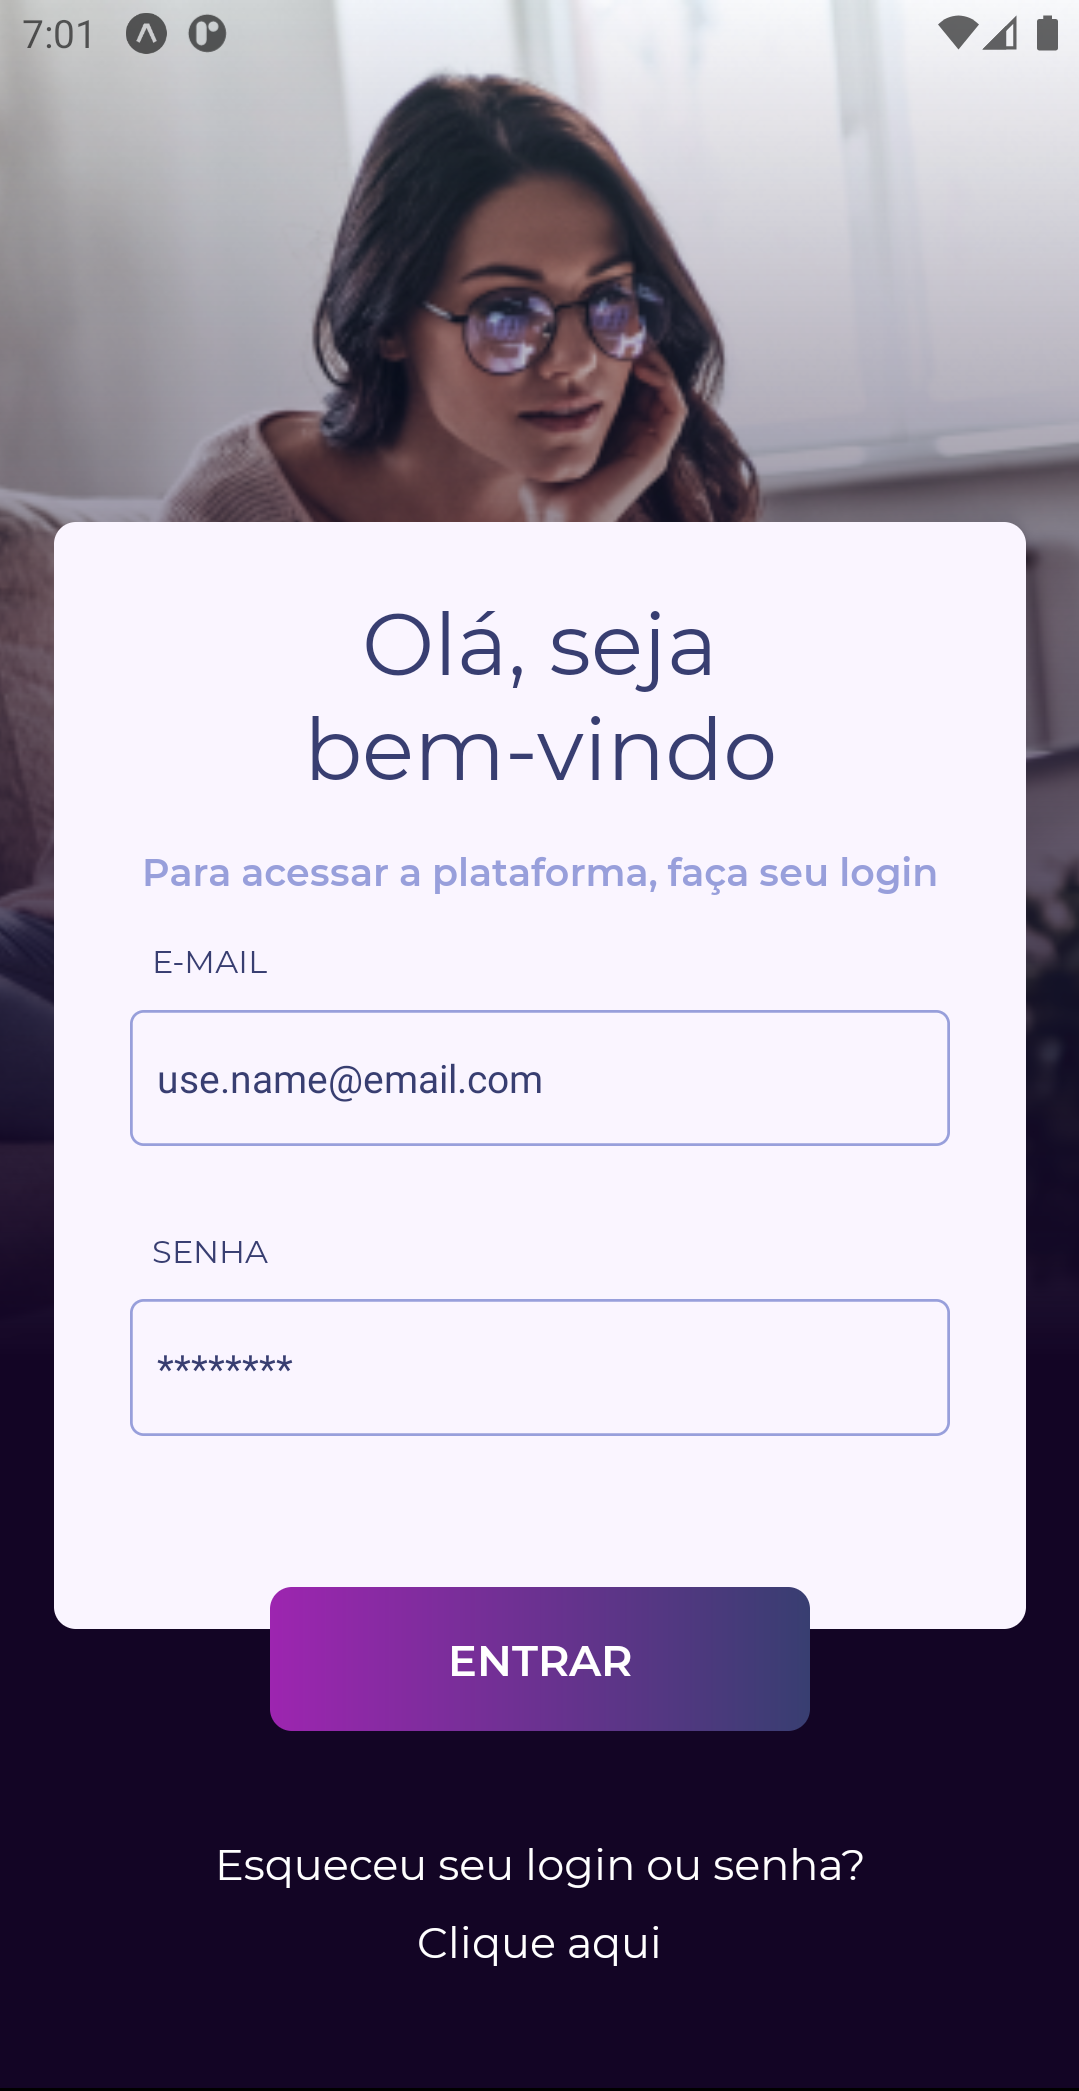 7:01
Olá, seja
bem-vindo
Para acessar a plataforma, faça seu login
E-MAIL
use.name@email.com
SENHA
********
ENTRAR
Esqueceu seu login ou senha?
Clique aqui